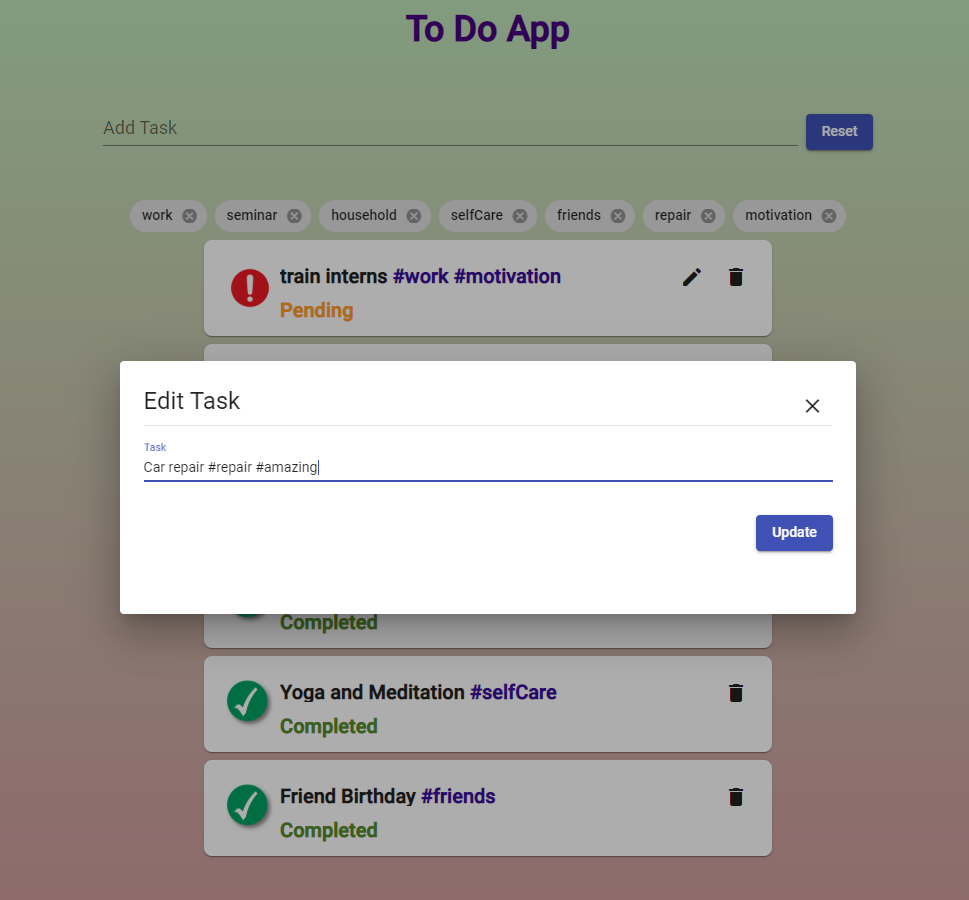 To Do App
Add Task
Reset
work seminar household selfCare friends repair motivation
train interns #work #motivation
Pending
Edit Task
Task
Car repair #repair #amazing
Update
Completed
Yoga and Meditation #selfCare
Completed
Friend Birthday #friends
Completed